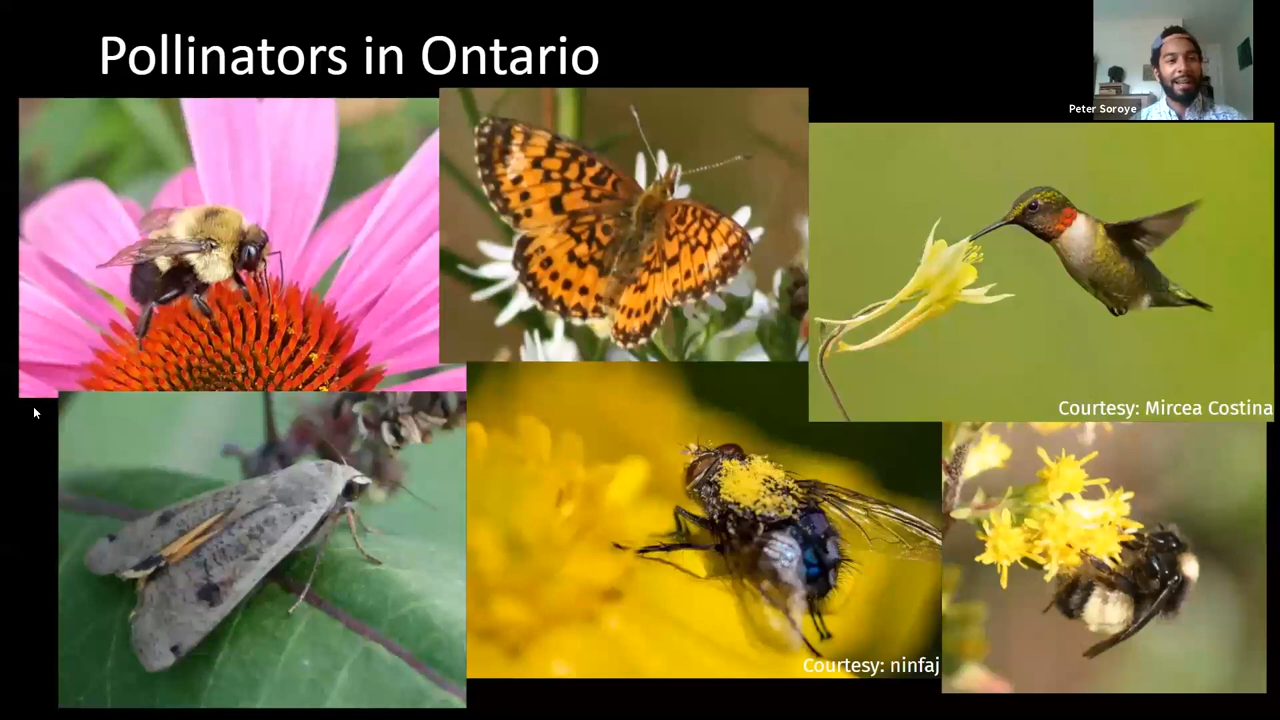 Pollinators in Ontario
Peter Soroye
Courtesy: Mircea Costina
Courtesy: ninfaj